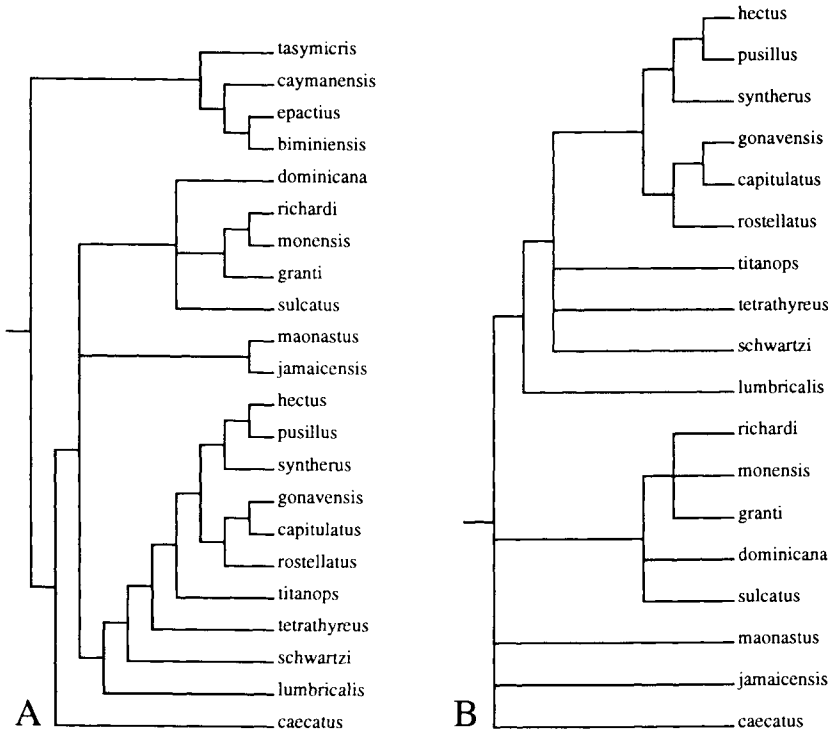 tasymicris
caymanensis
epactius
biminiensis
dominicana
richardi
monensis
granti
sulcatus
maonastus
jamaicensis
hectus
pusillus
syntherus
gonavensis
capitulatus
rostellatus
titanops
tetrathyreus
schwartzi
lumbricalis
caecatus
A
hectus
pusillus
syntherus
gonavensis
capitulatus
rostellatus
titanops
tetrathyreus
schwartzi
lumbricalis
richardi
monensis
granti
dominicana
sulcatus
maonastus
jamaicensis
caecatus
B